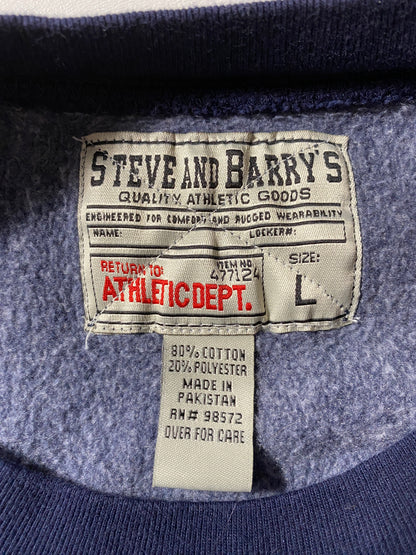 STEVE AND BARRY'S
QUALITY ATHLETIC GOODS
ENGINEERED FOR COMFORT AND RUGGED WEARABILITY
NAME: LOCKER#:
RETURN TO: ITEM NO 477124
ATHLETIC DEPT.
SIZE:
L
80% COTTON
20% POLYESTER
MADE IN
PAKISTAN
RN# 98572
OVER FOR CARE